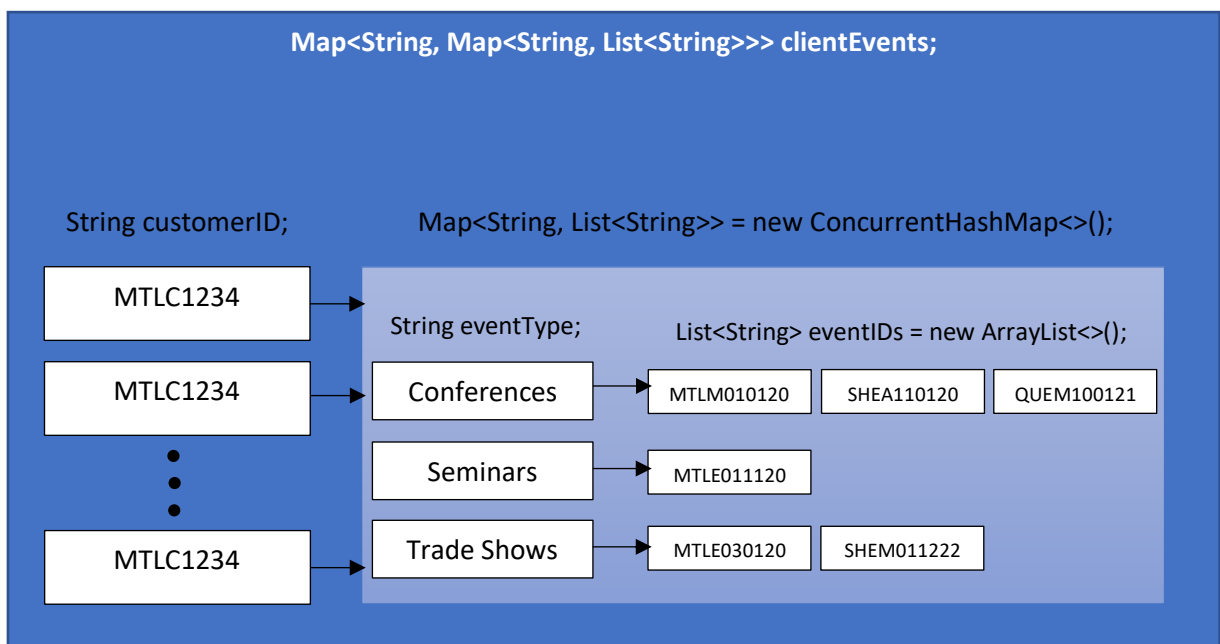 Map<String, Map<String, List<String>>> clientEvents;
String customerID;
Map<String, List<String>> = new ConcurrentHashMap<>();
MTLC1234
String eventType;
List<String> eventIDs = new ArrayList<>();
MTLC1234
Conferences
MTLM010120
SHEA110120
QUEM100121
Seminars
MTLE011120
MTLC1234
Trade Shows
MTLE030120
SHEM011222